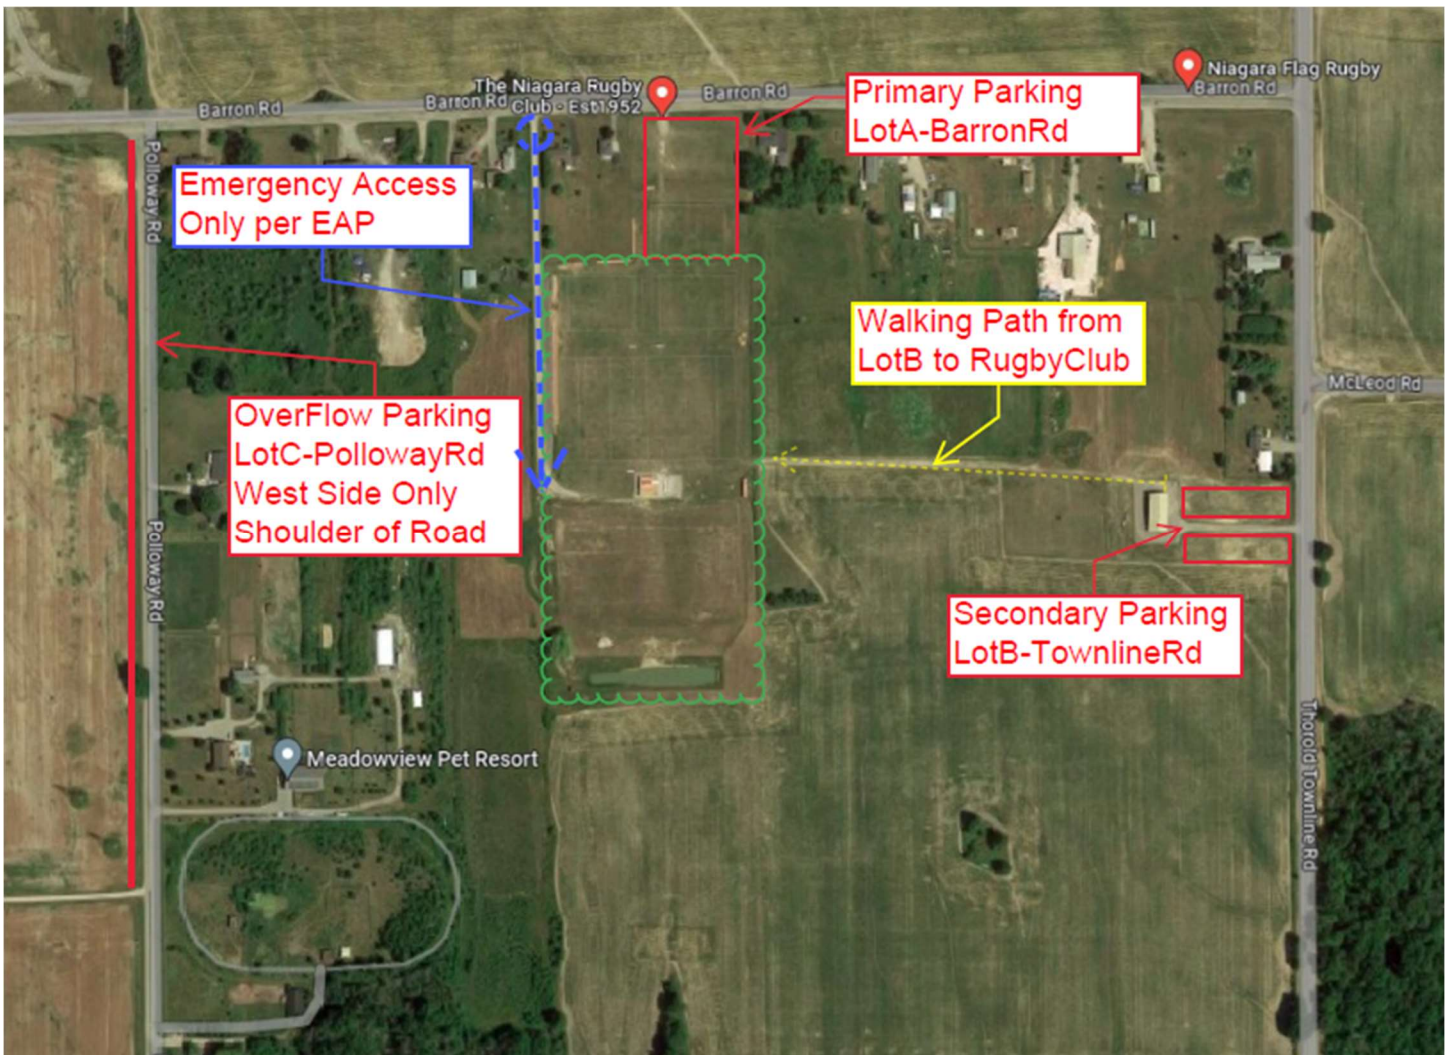 The Niagara Rugby
Club - Est1952
Niagara Flag Rugby
Barron Rd
Barron Rd
Barron Rd
Barron Rd
Primary Parking
LotA-BarronRd
Polloway Rd
Emergency Access
Only per EAP
Walking Path from
LotB to RugbyClub
McLeod Rd
OverFlow Parking
LotC-PollowayRd
West Side Only
Shoulder of Road
Polloway Rd
Secondary Parking
LotB-TownlineRd
Thorold Townline Rd
Meadowview Pet Resort